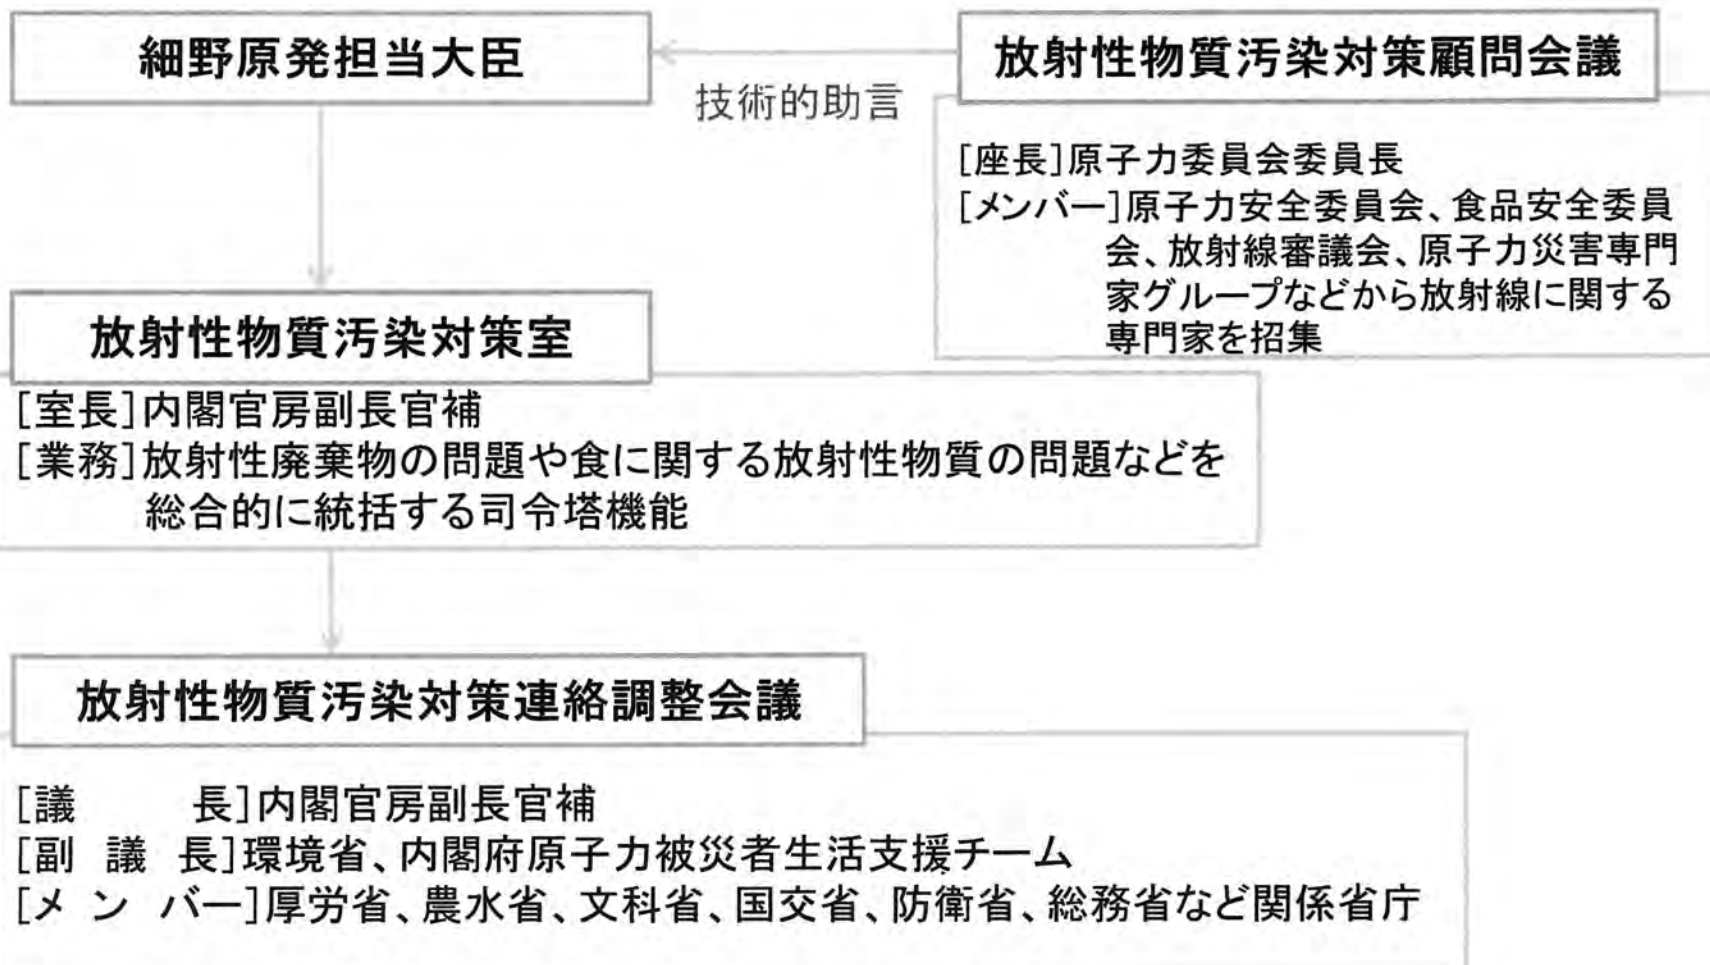 細野原発担当大臣
放射性物質汚染対策顧問会議
技術的助言
[座長]原子力委員会委員長
[メンバー]原子力安全委員会、食品安全委員
会、放射線審議会、原子力災害専門
家グループなどから放射線に関する
専門家を招集
放射性物質汚染対策室
[室長]内閣官房副長官補
[業務]放射性廃棄物の問題や食に関する放射性物質の問題などを
総合的に統括する司令塔機能
放射性物質汚染対策連絡調整会議
[議　　長]内閣官房副長官補
[副 議 長]環境省、内閣府原子力被災者生活支援チーム
[メ ン バー]厚労省、農水省、文科省、国交省、防衛省、総務省など関係省庁